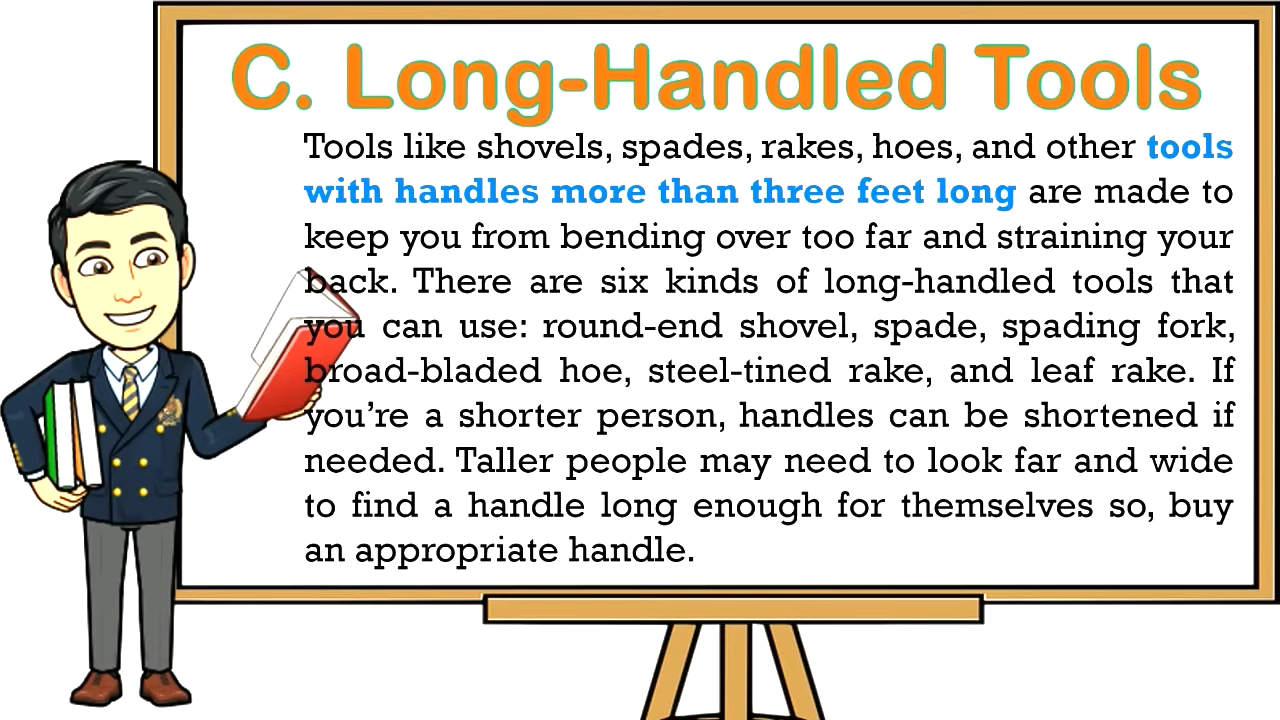 C. Long-Handled Tools
Tools like shovels, spades, rakes, hoes, and other tools
with handles more than three feet long are made to
keep you from bending over too far and straining your
back. There are six kinds of long-handled tools that
you can use: round-end shovel, spade, spading fork,
broad-bladed hoe, steel-tined rake, and leaf rake. If
you’re a shorter person, handles can be shortened if
needed. Taller people may need to look far and wide
to find a handle long enough for themselves so, buy
an appropriate handle.